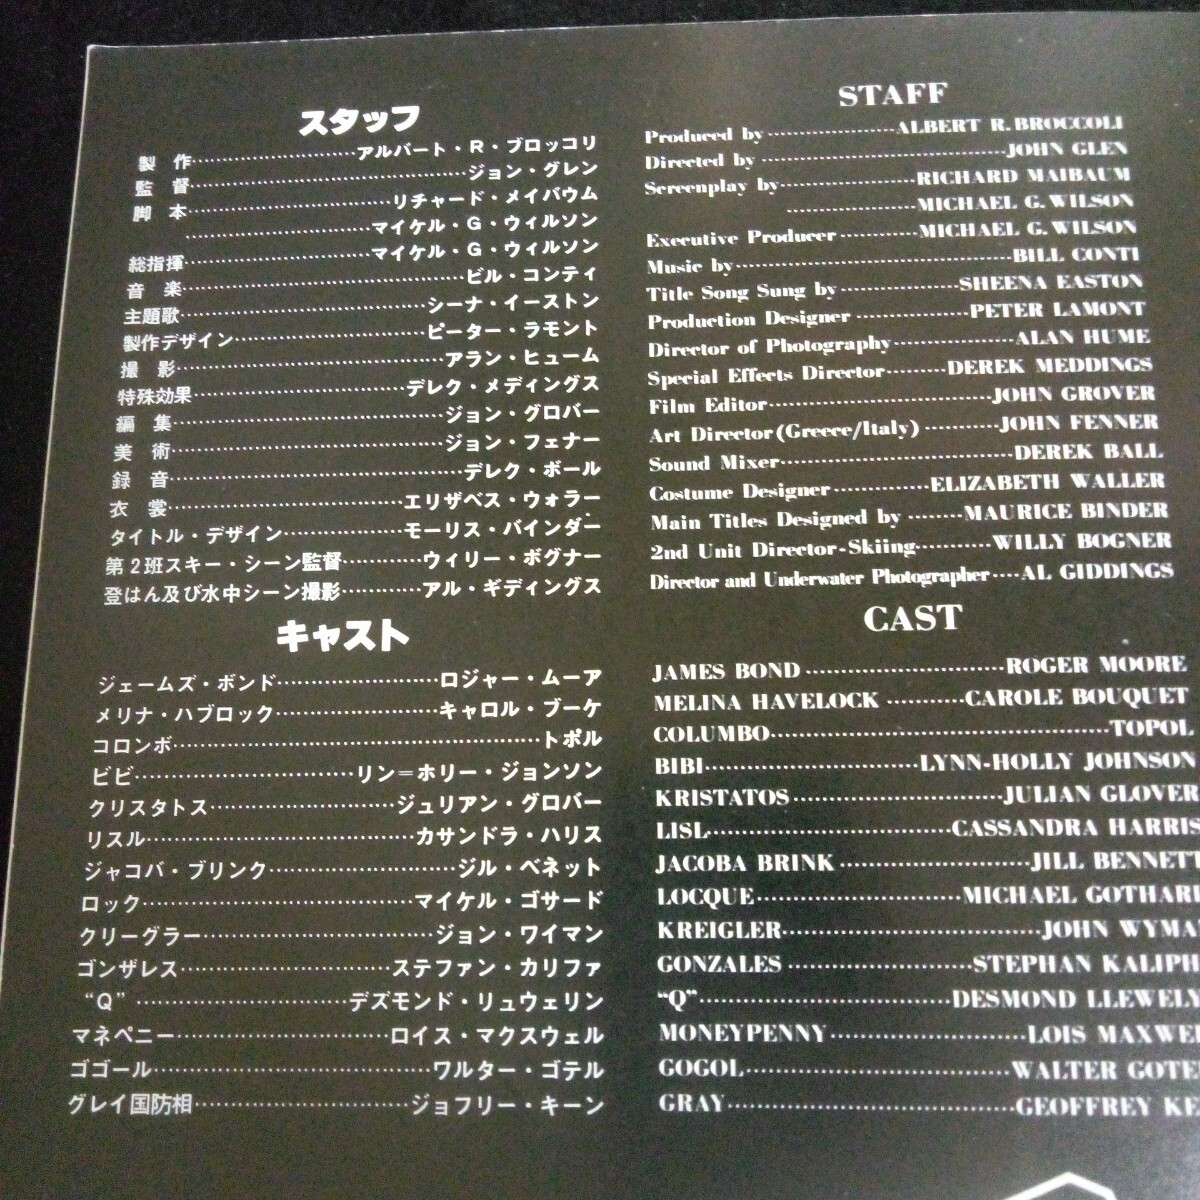 スタッフ
製作…………アルバート・R・ブロッコリ
監督…………ジョン・グレン
脚本…………リチャード・メイバウム
…………マイケル・G・ウィルソン
総指揮…………マイケル・G・ウィルソン
音楽…………ビル・コンティ
主題歌…………シーナ・イーストン
製作デザイン…………ピーター・ラモント
撮影…………アラン・ヒューム
特殊効果…………デレク・メディングス
編集…………ジョン・グロバー
美術…………ジョン・フェナー
録音…………デレク・ボール
衣裳…………エリザベス・ウォラー
タイトル・デザイン…………モーリス・バインダー
第2班スキー・シーン監督…………ウィリー・ボグナー
登はん及び水中シーン撮影…………アル・ギディングス
キャスト
ジェームズ・ボンド…………ロジャー・ムーア
メリナ・ハブロック…………キャロル・ブーケ
コロンボ…………トポル
ビビ…………リン＝ホリー・ジョンソン
クリスタトス…………ジュリアン・グロバー
リスル…………カサンドラ・ハリス
ジャコバ・ブリンク…………ジル・ベネット
ロック…………マイケル・ゴサード
クリーグラー…………ジョン・ワイマン
ゴンザレス…………ステファン・カリファ
“Q”…………デズモンド・リュウェリン
マネペニー…………ロイス・マクスウェル
ゴゴール…………ワルター・ゴテル
グレイ国防相…………ジョフリー・キーン
STAFF
Produced by…………ALBERT R. BROCCOLI
Directed by…………JOHN GLEN
Screenplay by…………RICHARD MAIBAUM
…………MICHAEL G. WILSON
Executive Producer…………MICHAEL G. WILSON
Music by…………BILL CONTI
Title Song Sung by…………SHEENA EASTON
Production Designer…………PETER LAMONT
Director of Photography…………ALAN HUME
Special Effects Director…………DEREK MEDDINGS
Film Editor…………JOHN GROVER
Art Director (Greece/Italy)…………JOHN FENNER
Sound Mixer…………DEREK BALL
Costume Designer…………ELIZABETH WALLER
Main Titles Designed by…………MAURICE BINDER
2nd Unit Director-Skiing…………WILLY BOGNER
Director and Underwater Photographer…………AL GIDDINGS
CAST
JAMES BOND…………ROGER MOORE
MELINA HAVELOCK…………CAROLE BOUQUET
COLUMBO…………TOPOL
BIBI…………LYNN-HOLLY JOHNSON
KRISTATOS…………JULIAN GLOVER
LISL…………CASSANDRA HARRIS
JACOBA BRINK…………JILL BENNETT
LOCQUE…………MICHAEL GOTHAR
KREIGLER…………JOHN WYMA
GONZALES…………STEPHAN KALIPH
“Q”…………DESMOND LLEWELY
MONEYPENNY…………LOIS MAXWE
GOGOL…………WALTER GOTE
GRAY…………GEOFFREY KE